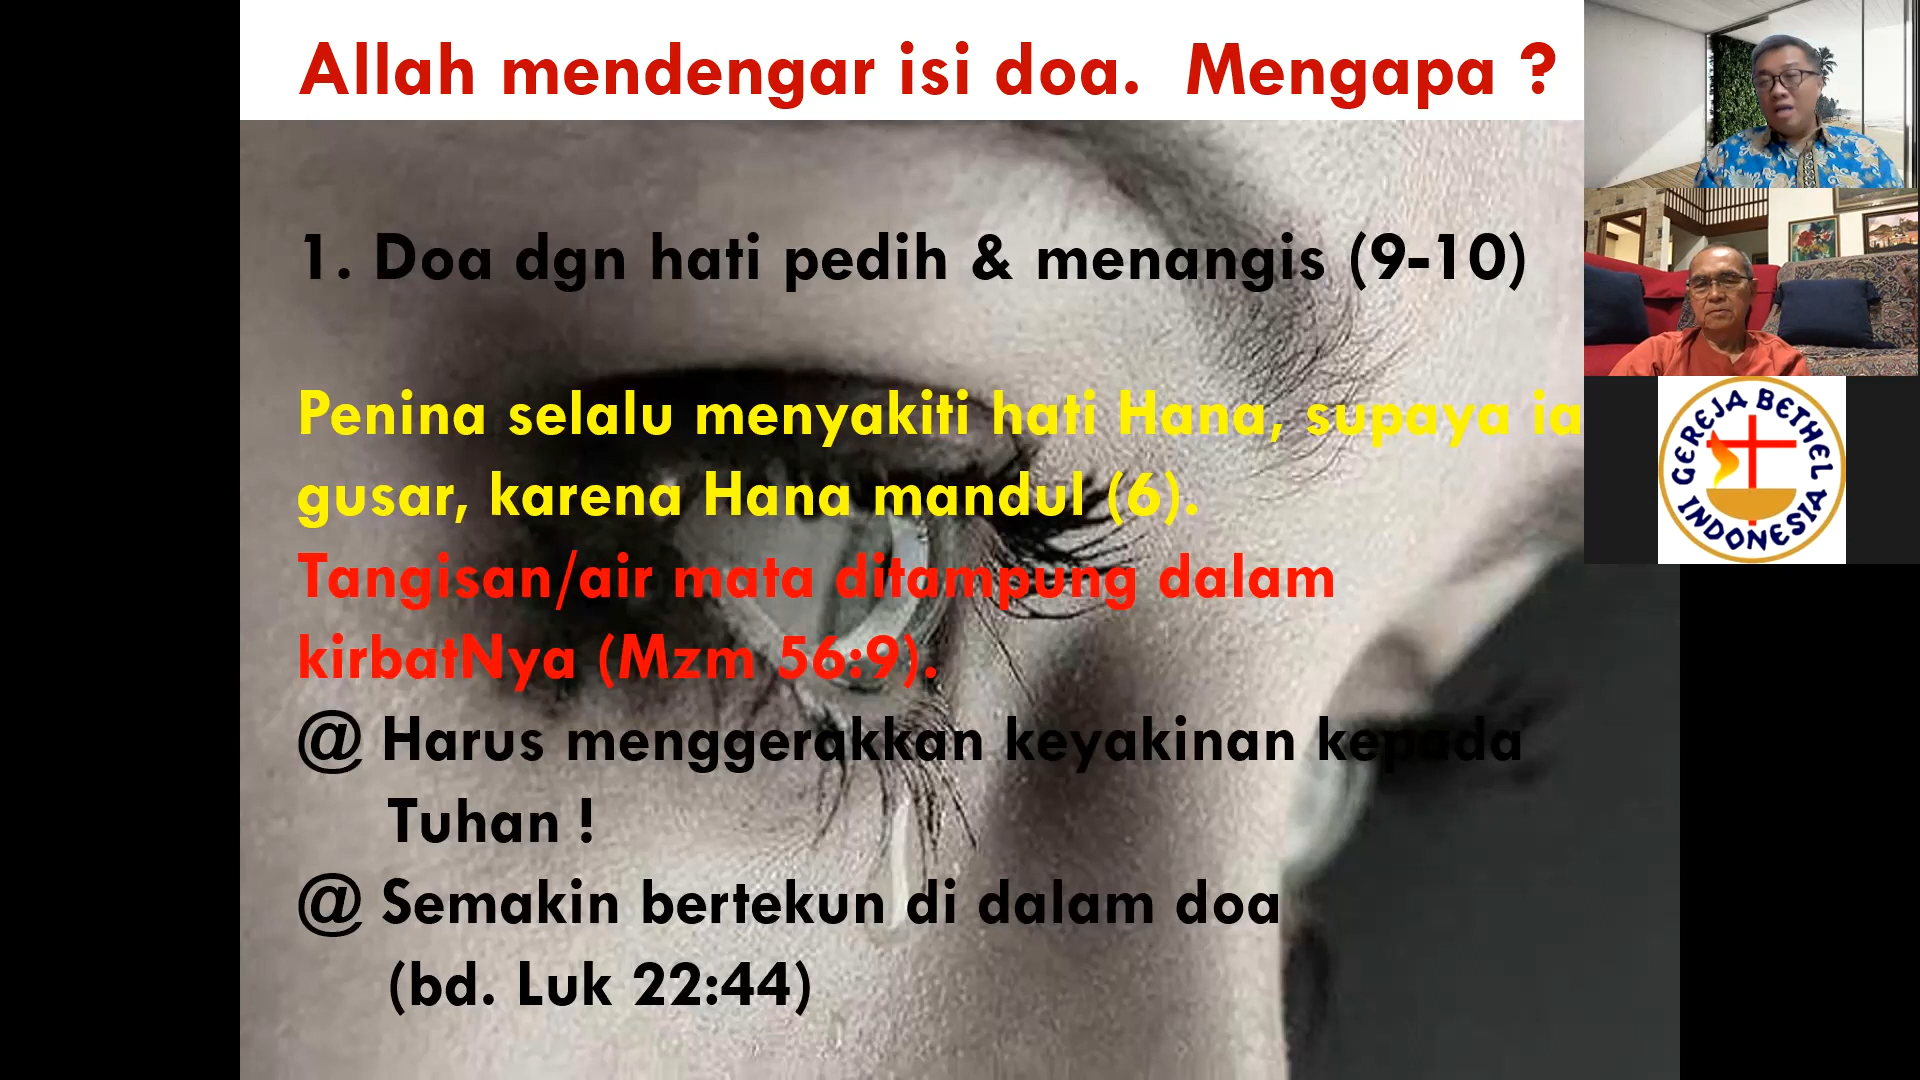 Allah mendengar isi doa.  Mengapa ?
1. Doa dgn hati pedih & menangis (9-10)
Penina selalu menyakiti hati Hana, supaya ia
gusar, karena Hana mandul (6).
Tangisan/air mata ditampung dalam
kirbatNya (Mzm 56:9).
@ Harus menggerakkan keyakinan kepada
Tuhan !
@ Semakin bertekun di dalam doa
(bd. Luk 22:44)
GEREJA BETHEL
INDONESIA